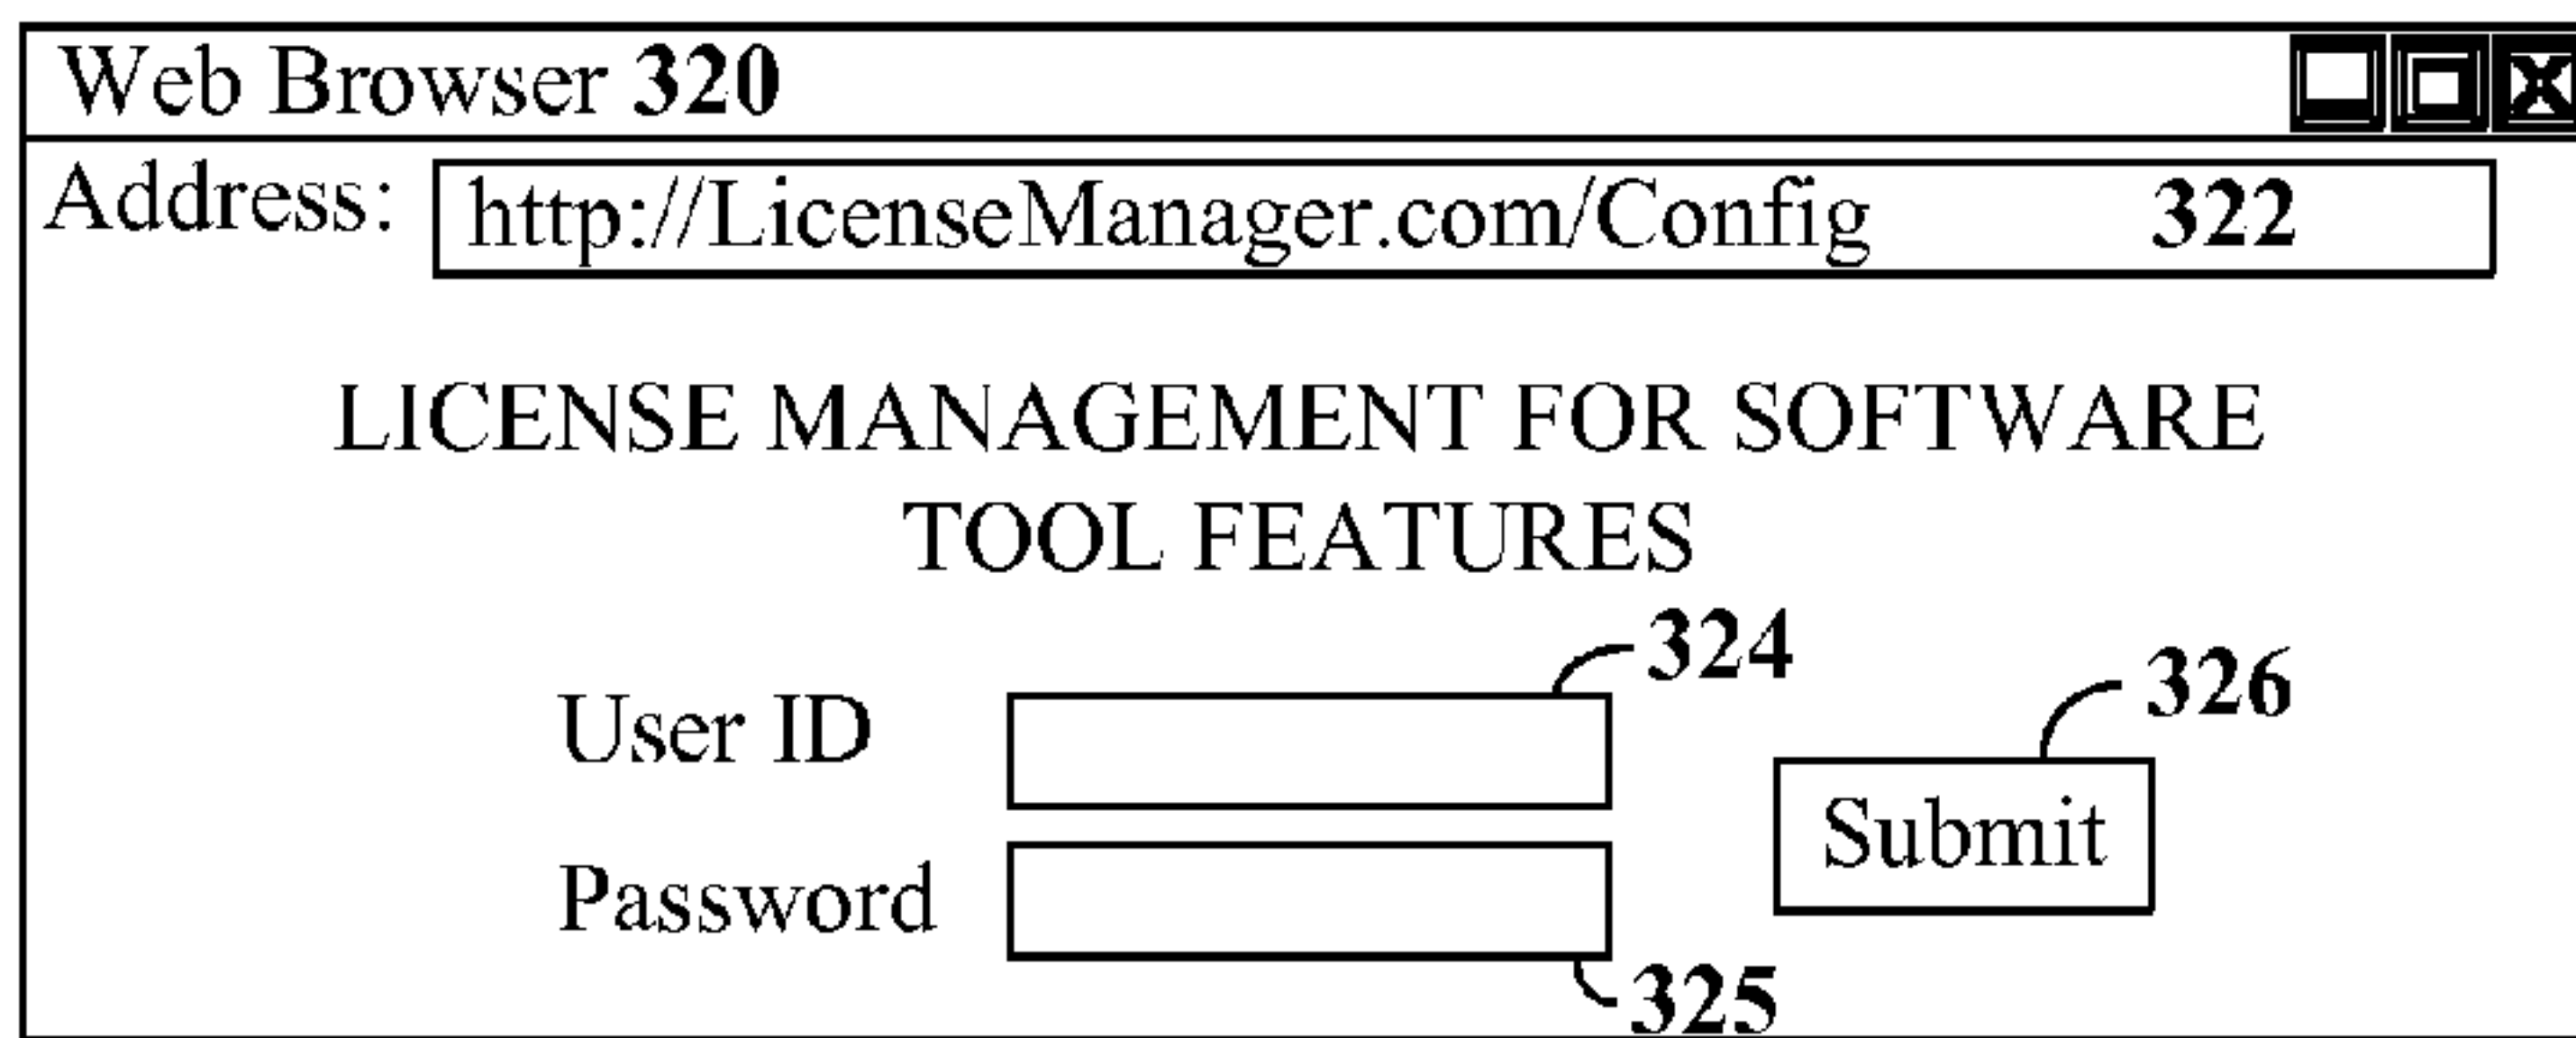 Web Browser 320
Address: http://LicenseManager.com/Config 322
LICENSE MANAGEMENT FOR SOFTWARE
TOOL FEATURES
324
User ID
326
Submit
Password
325